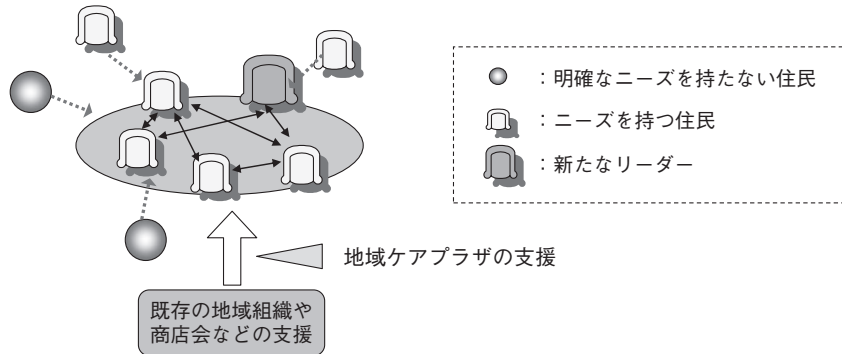 ：明確なニーズを持たない住民
：ニーズを持つ住民
：新たなリーダー
地域ケアプラザの支援
既存の地域組織や
商店会などの支援